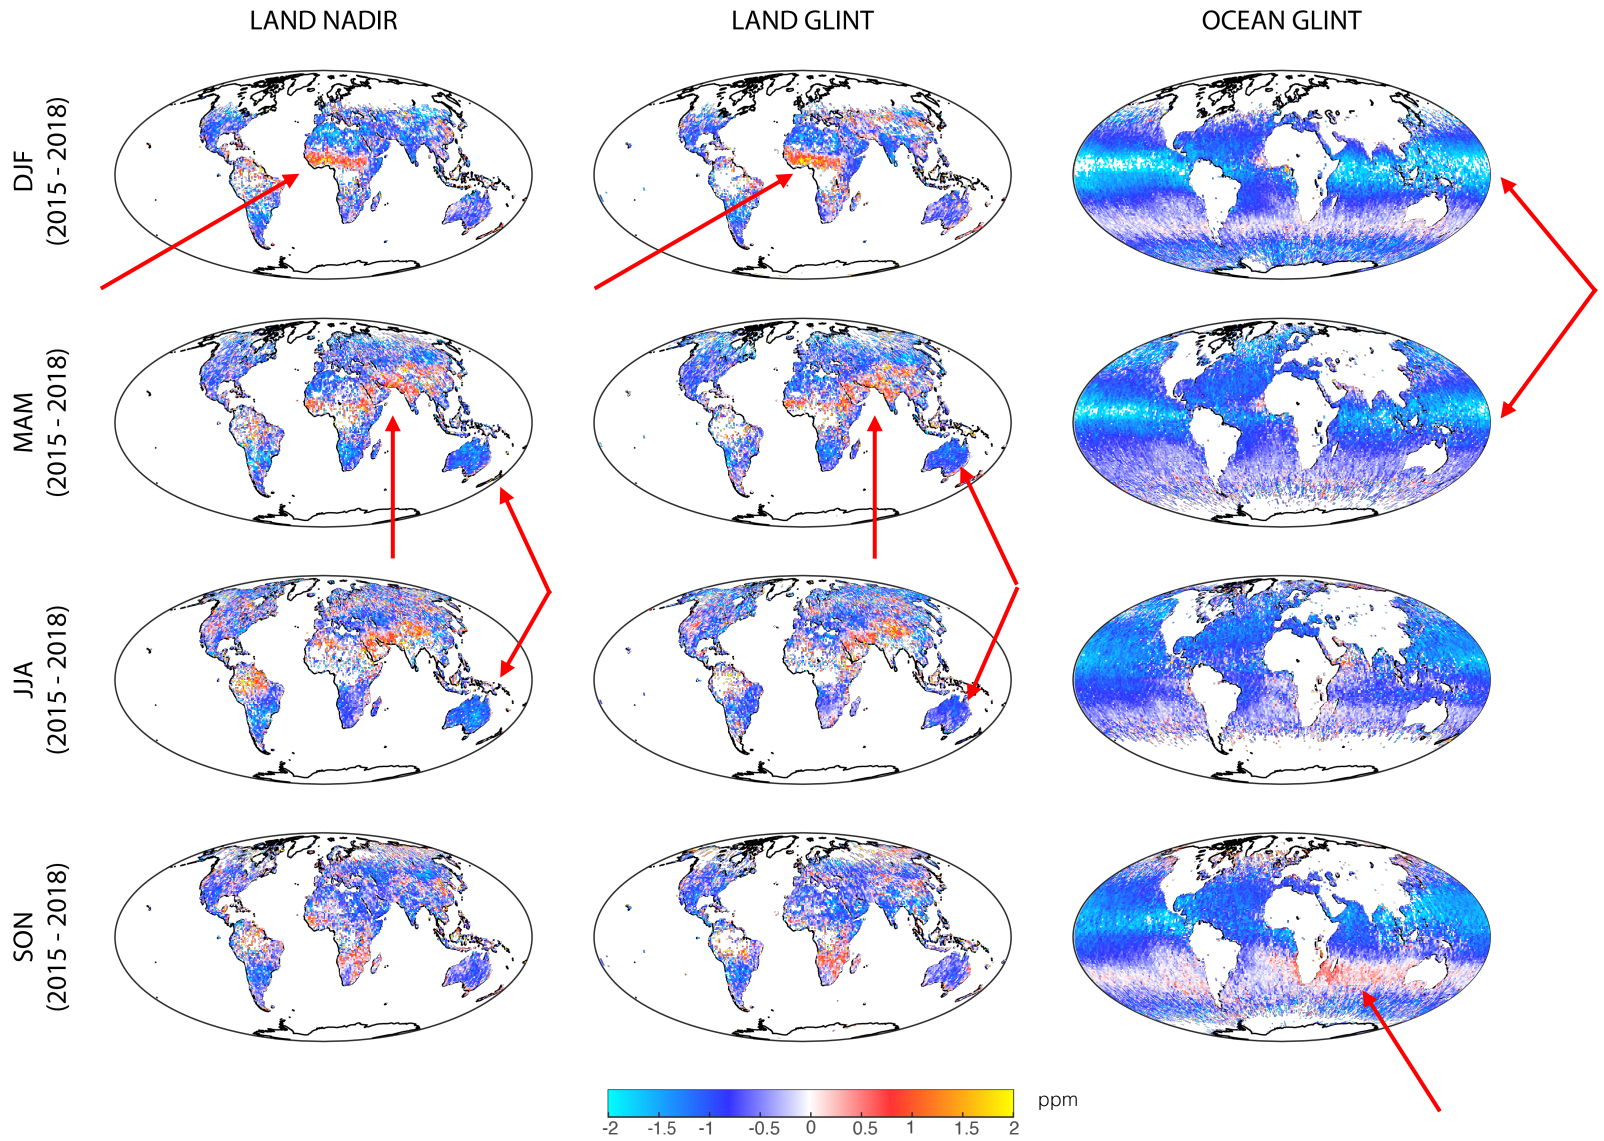 LAND NADIR
LAND GLINT
OCEAN GLINT
DJF
(2015 - 2018)
MAM
(2015 - 2018)
JJA
(2015 - 2018)
SON
(2015 - 2018)
ppm
-2 -1.5 -1 -0.5 0 0.5 1 1.5 2